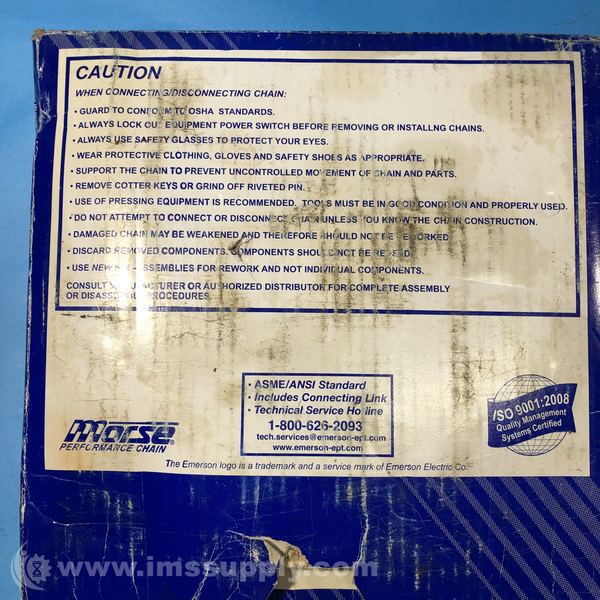 CAUTION
WHEN CONNECTING/DISCONNECTING CHAIN:
• GUARD TO CONFORM TO OSHA STANDARDS.
• ALWAYS LOCK OUT EQUIPMENT POWER SWITCH BEFORE REMOVING OR INSTALLNG CHAINS.
• ALWAYS USE SAFETY GLASSES TO PROTECT YOUR EYES.
• WEAR PROTECTIVE CLOTHING, GLOVES AND SAFETY SHOES AS APPROPRIATE.
• SUPPORT THE CHAIN TO PREVENT UNCONTROLLED MOVEMENT OF CHAIN AND PARTS.
• REMOVE COTTER KEYS OR GRIND OFF RIVETED PIN.
• USE OF PRESSING EQUIPMENT IS RECOMMENDED. TOOLS MUST BE IN GOOD CONDITION AND PROPERLY USED.
• DO NOT ATTEMPT TO CONNECT OR DISCONNECT CHAIN UNLESS YOU KNOW THE CHAIN CONSTRUCTION.
• DAMAGED CHAIN MAY BE WEAKENED AND THEREFORE SHOULD NOT BE REWORKED
• DISCARD REMOVED COMPONENTS. COMPONENTS SHOULD NOT BE REUSED.
• USE NEW ASSEMBLIES FOR REWORK AND NOT INDIVIDUAL COMPONENTS.
CONSULT MANUFACTURER OR AUTHORIZED DISTRIBUTOR FOR COMPLETE ASSEMBLY
OR DISASSEMBLY PROCEDURES.
• ASME/ANSI Standard
• Includes Connecting Link
• Technical Service Hotline
1-800-626-2093
tech.services@emerson-ept.com
www.emerson-ept.com
ISO 9001:2008
Quality Management
Systems Certified
morse®
PERFORMANCE CHAIN
The Emerson logo is a trademark and a service mark of Emerson Electric Co.
www.imssupply.com